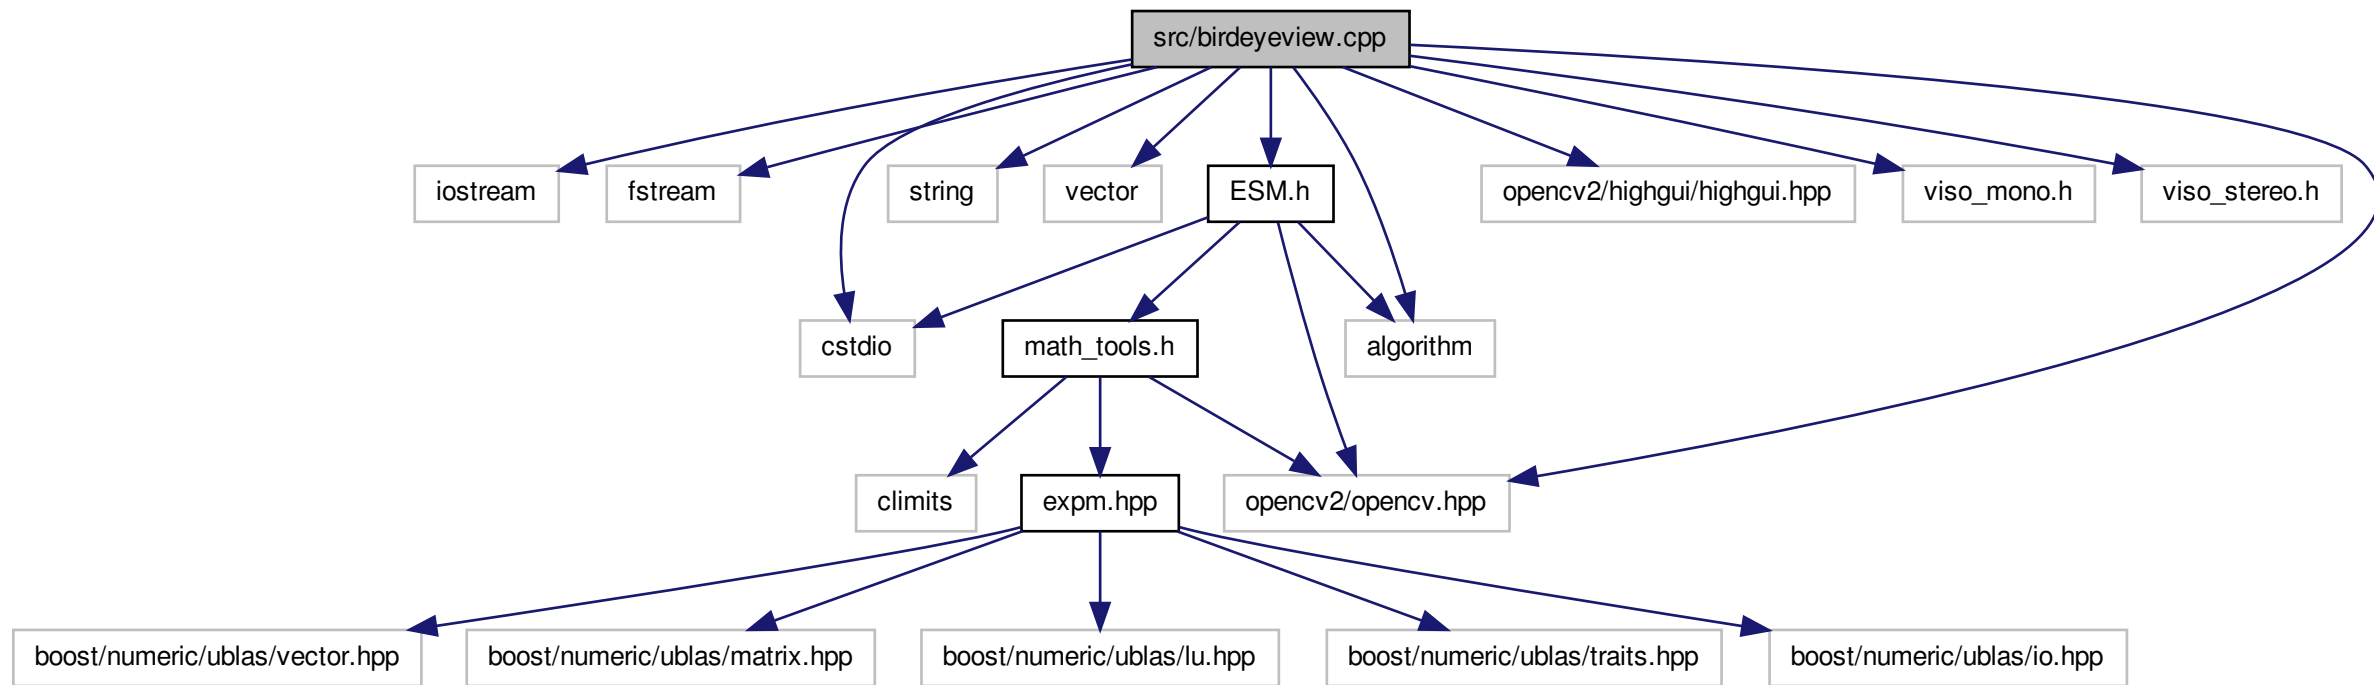 src/birdeyeview.cpp
iostream
fstream
string
vector
ESM.h
opencv2/highgui/highgui.hpp
viso_mono.h
viso_stereo.h
cstdio
math_tools.h
algorithm
climits
expm.hpp
opencv2/opencv.hpp
boost/numeric/ublas/vector.hpp
boost/numeric/ublas/matrix.hpp
boost/numeric/ublas/lu.hpp
boost/numeric/ublas/traits.hpp
boost/numeric/ublas/io.hpp